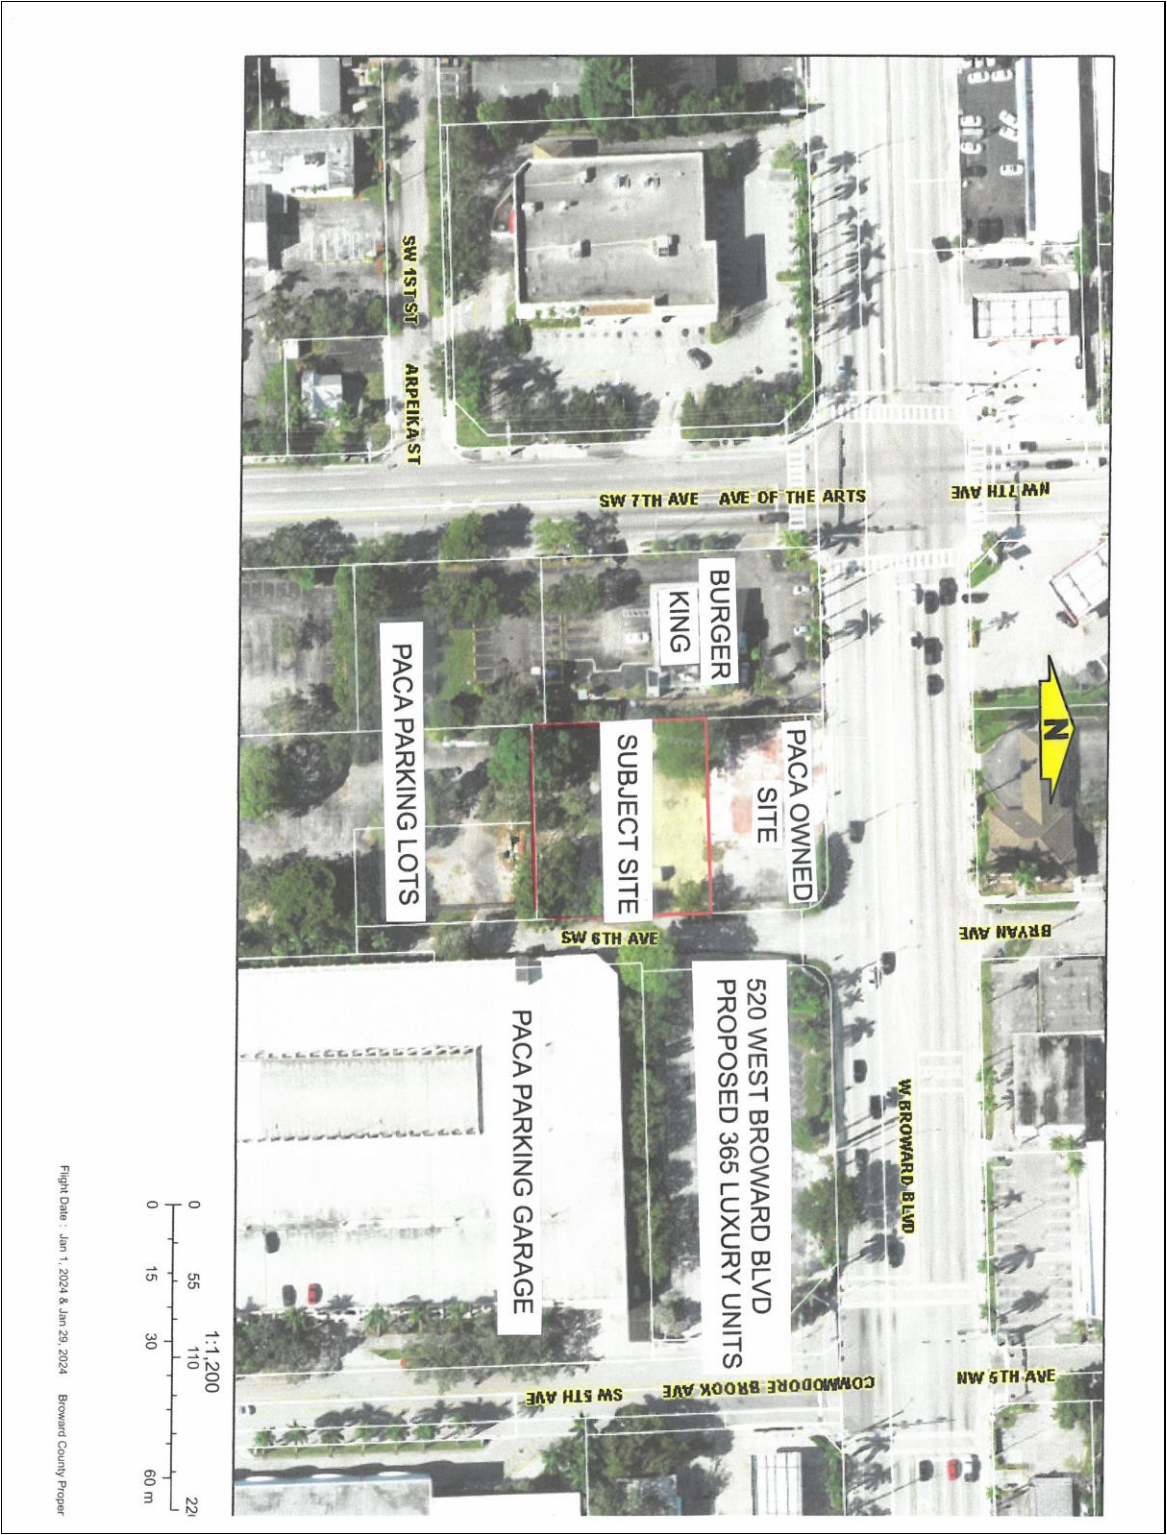 SW 1ST ST
ARPEIKA ST
SW 7TH AVE
AVE OF THE ARTS
NW 7TH AVE
BURGER
KING
N
PACA OWNED
SITE
SUBJECT SITE
PACA PARKING LOTS
SW 6TH AVE
BRYAN AVE
520 WEST BROWARD BLVD
PROPOSED 365 LUXURY UNITS
PACA PARKING GARAGE
W BROWARD BLVD
NW 5TH AVE
COMMODORE BROOK AVE
SW 5TH AVE
1:1,200
0 55 110 220
0 15 30 60 m
Flight Date : Jan 1, 2024 & Jan 29, 2024 Broward County Proper